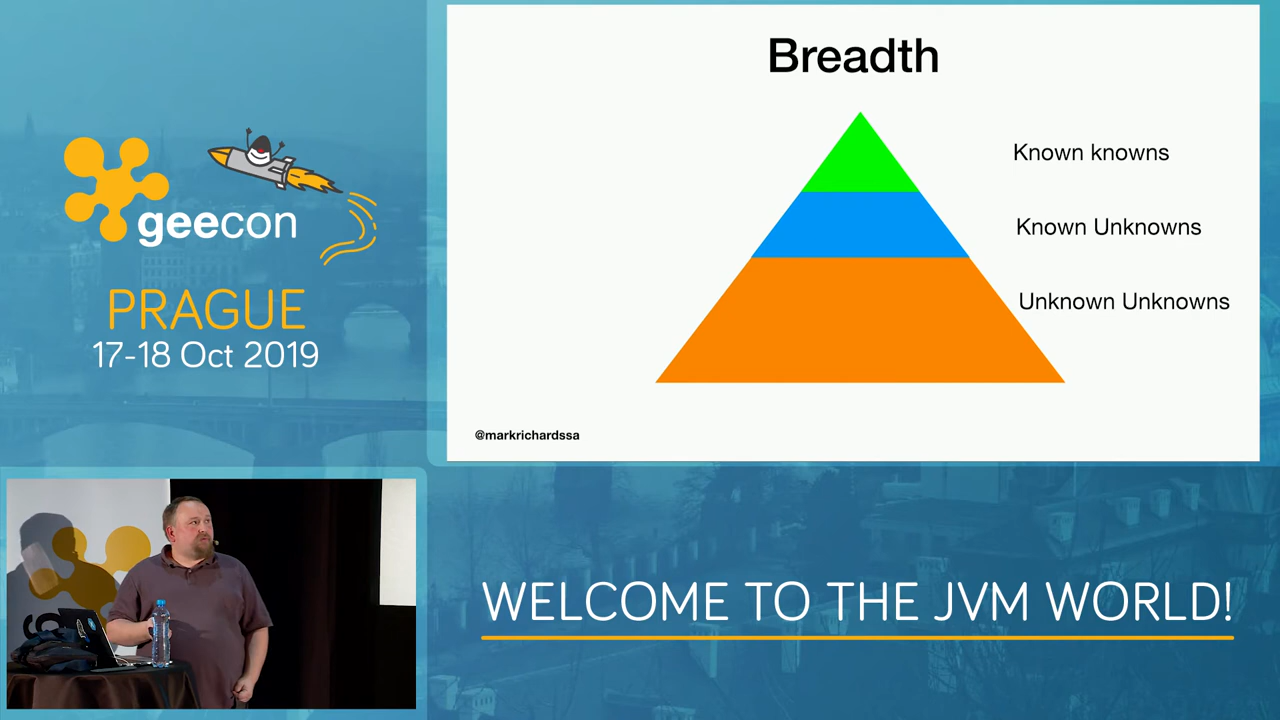 geecon
PRAGUE
17-18 Oct 2019
Breadth
Known knowns
Known Unknowns
Unknown Unknowns
@markrichardssa
WELCOME TO THE JVM WORLD!